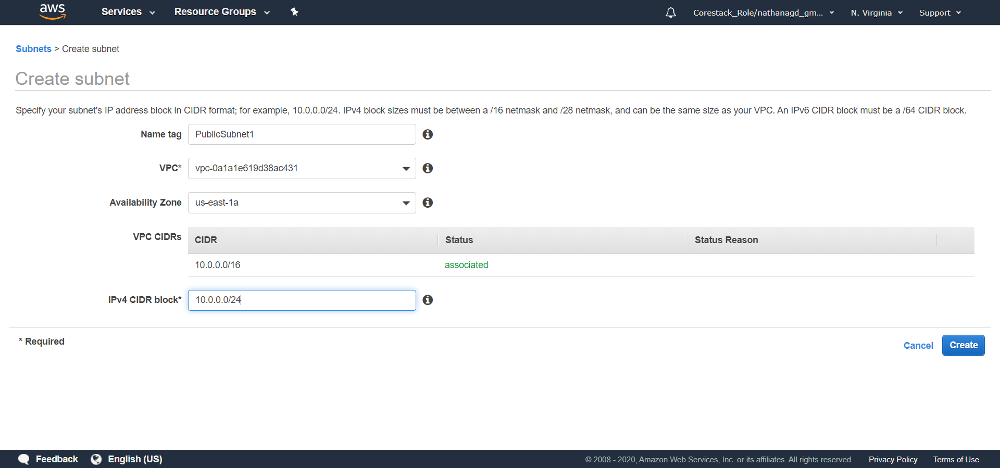 aws Services Resource Groups Corestack_Role/nathanagd_gm... N. Virginia Support
Subnets > Create subnet
Create subnet
Specify your subnet's IP address block in CIDR format; for example, 10.0.0.0/24. IPv4 block sizes must be between a /16 netmask and /28 netmask, and can be the same size as your VPC. An IPv6 CIDR block must be a /64 CIDR block.
Name tag PublicSubnet1
VPC* vpc-0a1a1e619d38ac431
Availability Zone us-east-1a
VPC CIDRs CIDR Status Status Reason
10.0.0.0/16 associated
IPv4 CIDR block* 10.0.0.0/24
* Required
Cancel Create
Feedback English (US) © 2008 - 2020, Amazon Web Services, Inc. or its affiliates. All rights reserved. Privacy Policy Terms of Use